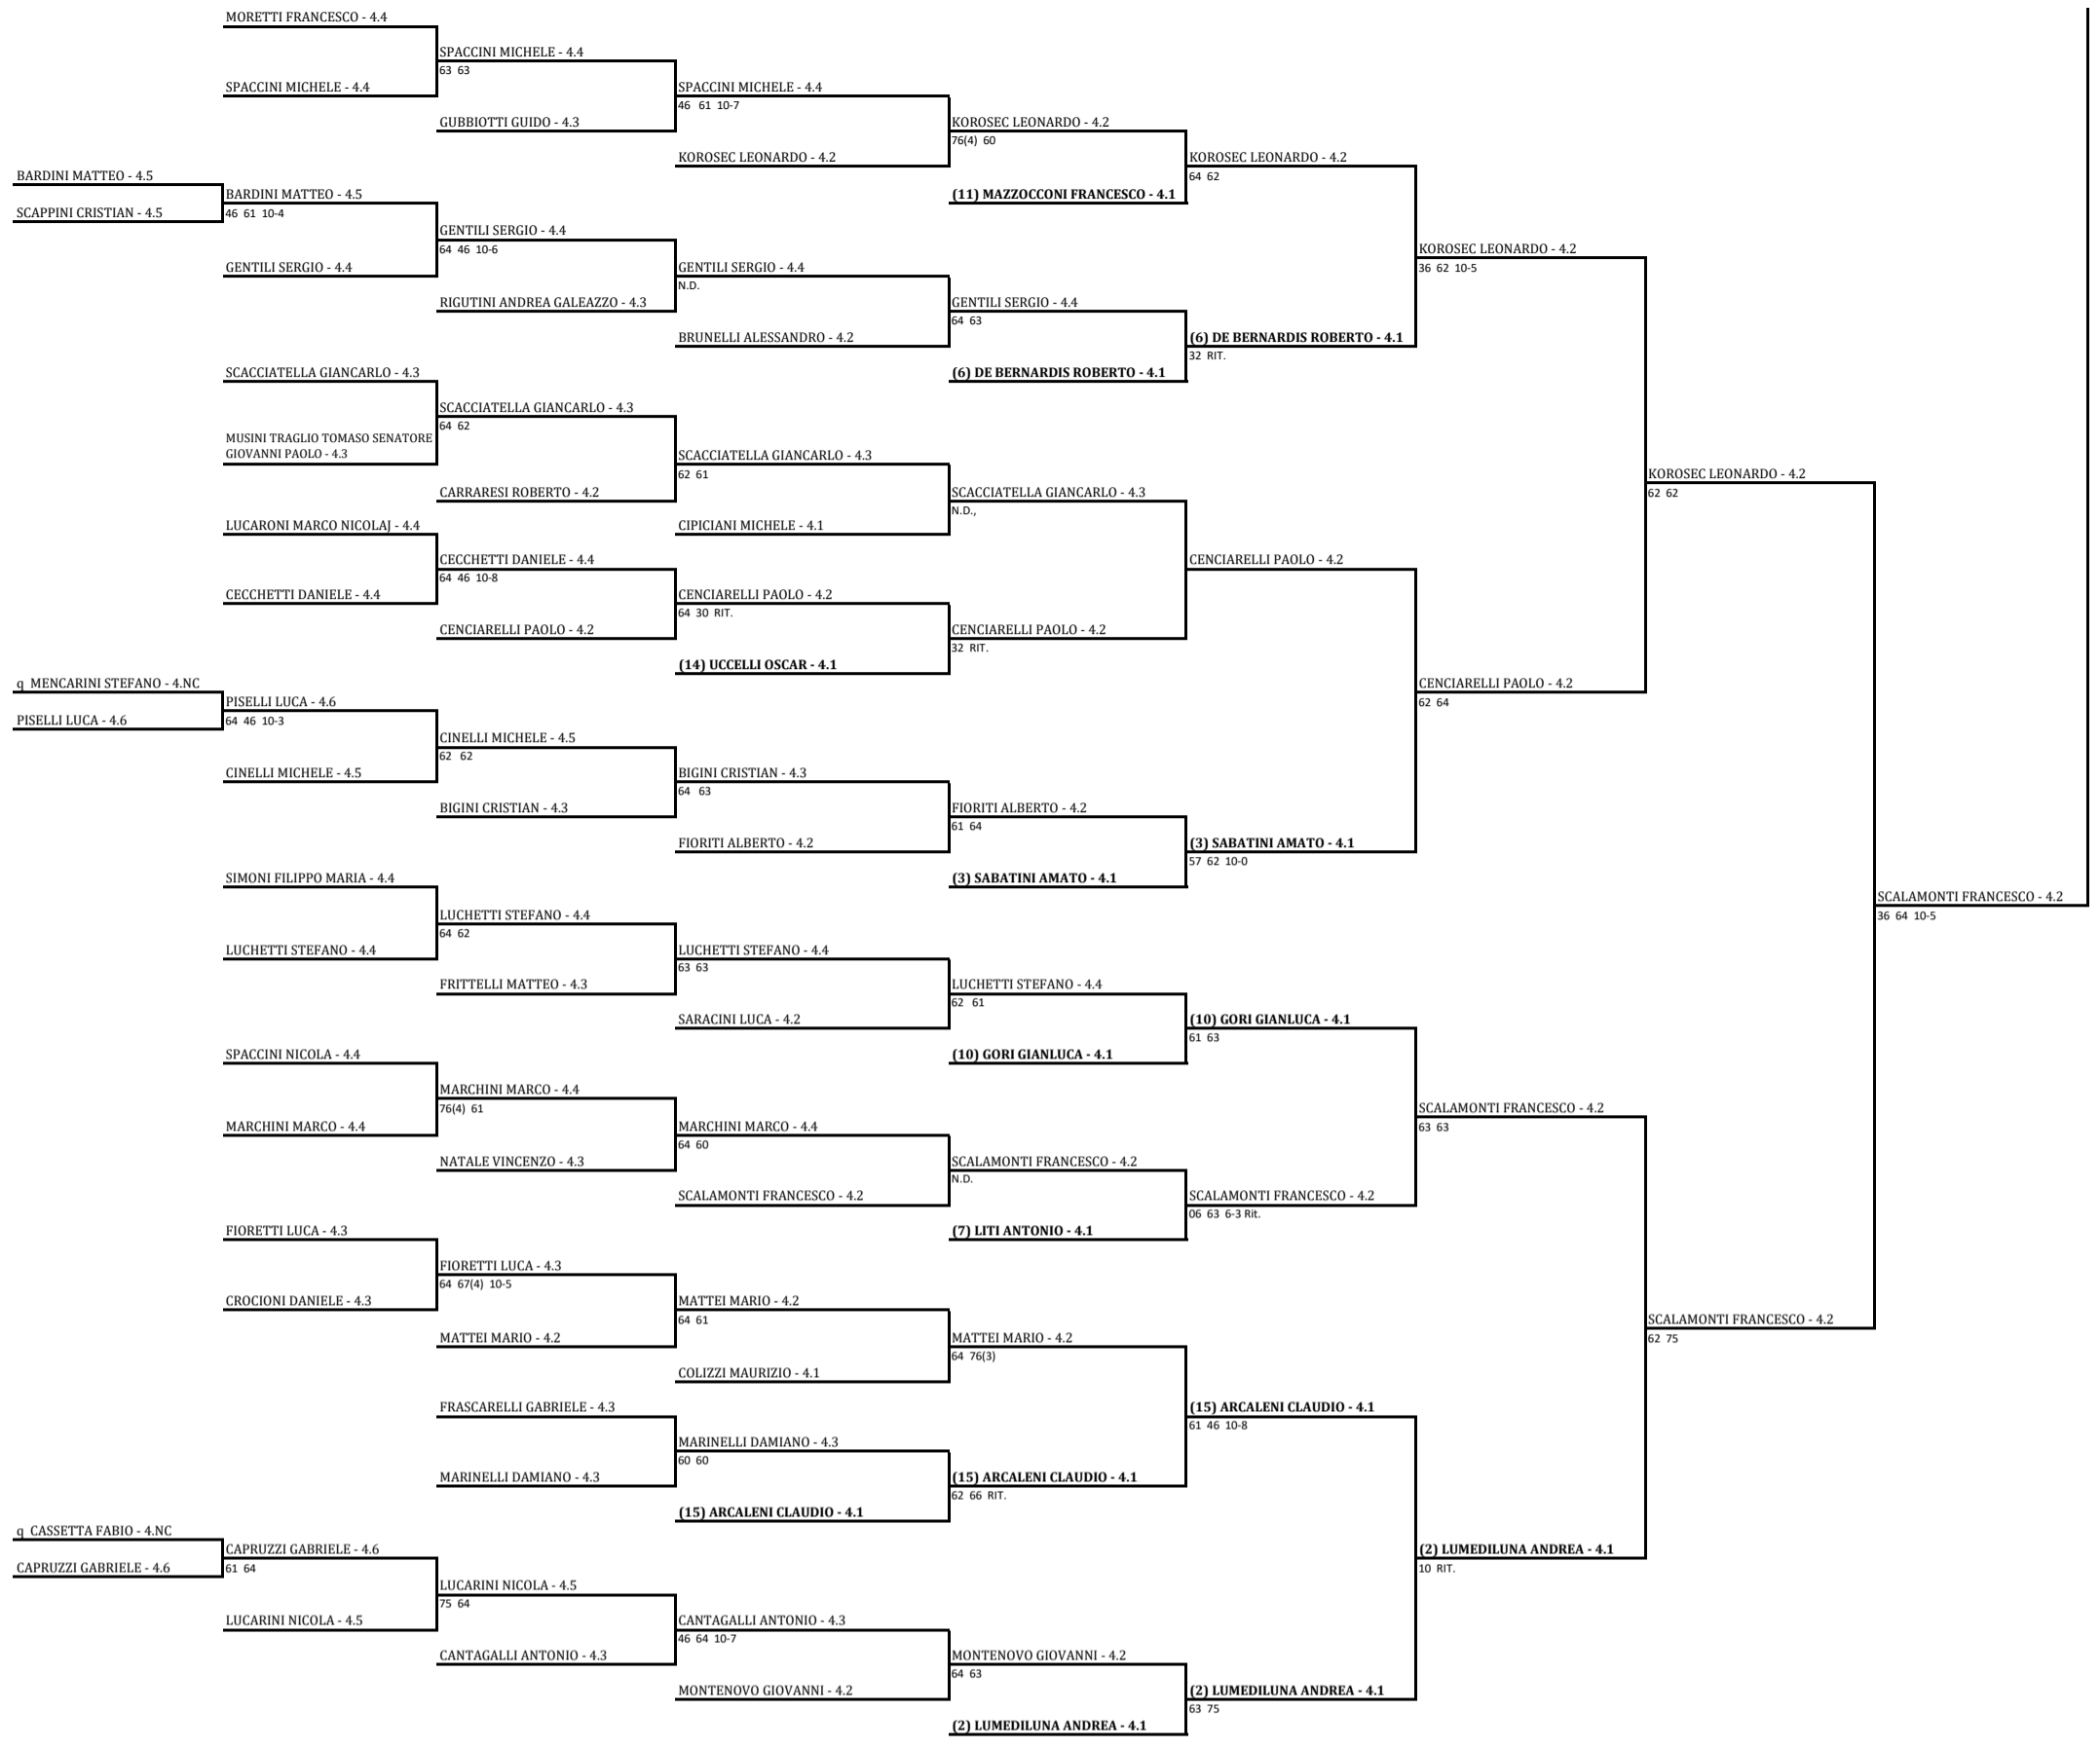 MORETTI FRANCESCO - 4.4
SPACCINI MICHELE - 4.4
63 63
SPACCINI MICHELE - 4.4
SPACCINI MICHELE - 4.4
46 61 10-7
GUBBIOTTI GUIDO - 4.3
KOROSEC LEONARDO - 4.2
76(4) 60
KOROSEC LEONARDO - 4.2
KOROSEC LEONARDO - 4.2
64 62
BARDINI MATTEO - 4.5
BARDINI MATTEO - 4.5
(11) MAZZOCCONI FRANCESCO - 4.1
SCAPPINI CRISTIAN - 4.5
46 61 10-4
GENTILI SERGIO - 4.4
64 46 10-6
KOROSEC LEONARDO - 4.2
36 62 10-5
GENTILI SERGIO - 4.4
GENTILI SERGIO - 4.4
N.D.
RIGUTINI ANDREA GALEAZZO - 4.3
GENTILI SERGIO - 4.4
64 63
BRUNELLI ALESSANDRO - 4.2
(6) DE BERNARDIS ROBERTO - 4.1
32 RIT.
SCACCIATELLA GIANCARLO - 4.3
(6) DE BERNARDIS ROBERTO - 4.1
SCACCIATELLA GIANCARLO - 4.3
64 62
MUSINI TRAGLIO TOMASO SENATORE
GIOVANNI PAOLO - 4.3
SCACCIATELLA GIANCARLO - 4.3
62 61
KOROSEC LEONARDO - 4.2
62 62
CARRARESI ROBERTO - 4.2
SCACCIATELLA GIANCARLO - 4.3
N.D.,
LUCARONI MARCO NICOLAJ - 4.4
CIPICIANI MICHELE - 4.1
CECCHETTI DANIELE - 4.4
64 46 10-8
CENCIARELLI PAOLO - 4.2
CECCHETTI DANIELE - 4.4
CENCIARELLI PAOLO - 4.2
64 30 RIT.
CENCIARELLI PAOLO - 4.2
CENCIARELLI PAOLO - 4.2
32 RIT.
(14) UCCELLI OSCAR - 4.1
q MENCARINI STEFANO - 4.NC
CENCIARELLI PAOLO - 4.2
62 64
PISELLI LUCA - 4.6
PISELLI LUCA - 4.6
64 46 10-3
CINELLI MICHELE - 4.5
62 62
CINELLI MICHELE - 4.5
BIGINI CRISTIAN - 4.3
64 63
BIGINI CRISTIAN - 4.3
FIORITI ALBERTO - 4.2
61 64
FIORITI ALBERTO - 4.2
(3) SABATINI AMATO - 4.1
57 62 10-0
SIMONI FILIPPO MARIA - 4.4
(3) SABATINI AMATO - 4.1
SCALAMONTI FRANCESCO - 4.2
36 64 10-5
LUCHETTI STEFANO - 4.4
64 62
LUCHETTI STEFANO - 4.4
LUCHETTI STEFANO - 4.4
63 63
FRITTELLI MATTEO - 4.3
LUCHETTI STEFANO - 4.4
62 61
SARACINI LUCA - 4.2
(10) GORI GIANLUCA - 4.1
61 63
SPACCINI NICOLA - 4.4
(10) GORI GIANLUCA - 4.1
MARCHINI MARCO - 4.4
76(4) 61
SCALAMONTI FRANCESCO - 4.2
63 63
MARCHINI MARCO - 4.4
MARCHINI MARCO - 4.4
64 60
NATALE VINCENZO - 4.3
SCALAMONTI FRANCESCO - 4.2
N.D.
SCALAMONTI FRANCESCO - 4.2
SCALAMONTI FRANCESCO - 4.2
06 63 6-3 Rit.
FIORETTI LUCA - 4.3
(7) LITI ANTONIO - 4.1
FIORETTI LUCA - 4.3
64 67(4) 10-5
CROCIONI DANIELE - 4.3
MATTEI MARIO - 4.2
64 61
SCALAMONTI FRANCESCO - 4.2
62 75
MATTEI MARIO - 4.2
MATTEI MARIO - 4.2
64 76(3)
COLIZZI MAURIZIO - 4.1
FRASCARELLI GABRIELE - 4.3
(15) ARCALENI CLAUDIO - 4.1
61 46 10-8
MARINELLI DAMIANO - 4.3
60 60
MARINELLI DAMIANO - 4.3
(15) ARCALENI CLAUDIO - 4.1
62 66 RIT.
(15) ARCALENI CLAUDIO - 4.1
q CASSETTA FABIO - 4.NC
CAPRUZZI GABRIELE - 4.6
(2) LUMEDILUNA ANDREA - 4.1
10 RIT.
CAPRUZZI GABRIELE - 4.6
61 64
LUCARINI NICOLA - 4.5
75 64
LUCARINI NICOLA - 4.5
CANTAGALLI ANTONIO - 4.3
46 64 10-7
CANTAGALLI ANTONIO - 4.3
MONTENOVO GIOVANNI - 4.2
64 63
MONTENOVO GIOVANNI - 4.2
(2) LUMEDILUNA ANDREA - 4.1
63 75
(2) LUMEDILUNA ANDREA - 4.1